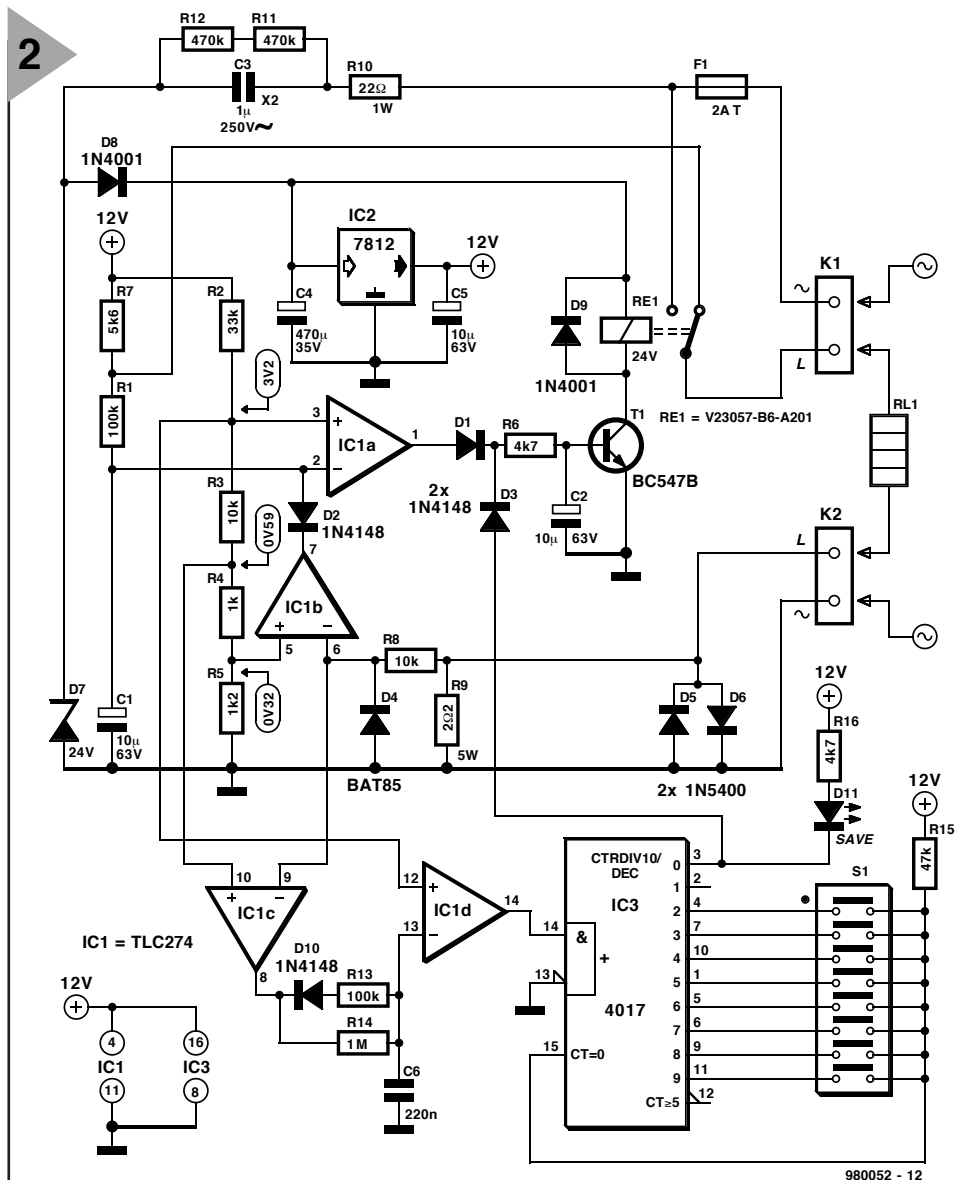 2
R12
R11
470k
470k
C3
X2
1µ
250V~
R10
22Ω
1W
F1
2A T
D8
1N4001
12V
IC2
7812
12V
C4
470µ
35V
C5
10µ
63V
R7
5k6
R2
33k
R1
100k
3V2
D9
1N4001
RE1
24V
RE1 = V23057-B6-A201
K1
~
L
RL1
3
+
2
–
IC1a
1
D1
R6
4k7
T1
BC547B
2x
1N4148
D3
C2
10µ
63V
R3
10k
0V59
D2
1N4148
7
R4
1k
IC1b
+
–
5
6
K2
L
~
R5
1k2
0V32
R8
10k
R9
2Ω2
5W
D4
BAT85
D5
D6
2x 1N5400
D7
24V
C1
10µ
63V
12V
R16
4k7
D11
SAVE
12V
R15
47k
10
9
+
–
IC1c
8
12
+
13
–
IC1d
14
D10
1N4148
R13
100k
R14
1M
C6
220n
IC1 = TLC274
12V
4
16
IC1
IC3
11
8
CTRDIV10/
DEC
IC3
4017
14
&
+
13
15
CT=0
0
3
1
2
2
4
3
7
4
10
5
1
6
5
7
6
8
9
9
11
CT≥5
12
S1
980052 - 12